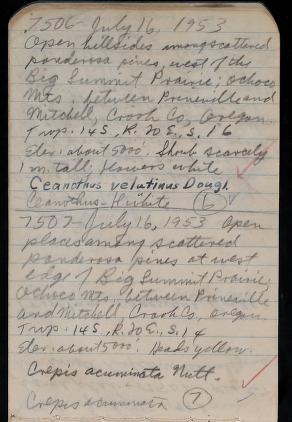 7506- July 16, 1953
Open hillsides among scattered
ponderosa pines, west of the
Big Summit Prairie; Ochoco
Mts. between Prineville and
Mitchell, Crook Co, Oregon.
Twp. 14S, R. 20E., S. 16
Elev. about 5000'. Shrub scarcely
1 m. tall; flowers white
Ceanothus velutinus Dougl.
Ceanothus - white 6
7507- July 16, 1953 Open
places among scattered
ponderosa pines at west
edge of Big Summit Prairie;
Ochoco Mts, between Prineville
and Mitchell, Crook Co., Oregon
Twp. 14S, R. 20E., S. 14
Elev. about 5000'. Heads yellow.
Crepis acuminata Nutt.
Crepis acuminata 7